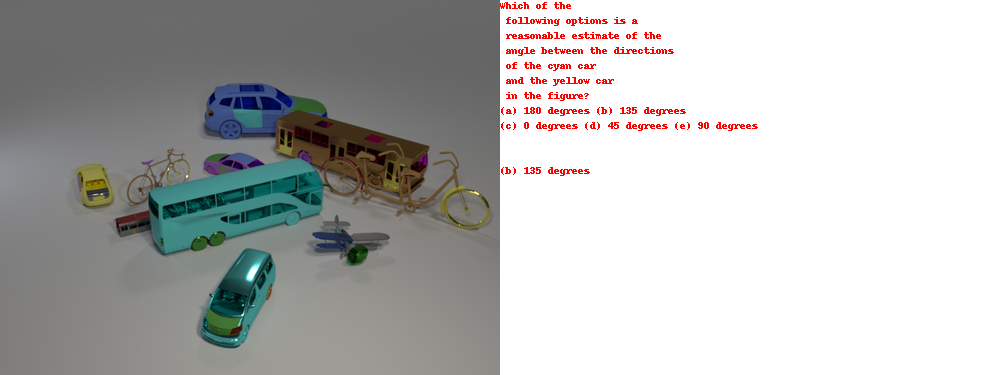 Which of the
following options is a
reasonable estimate of the
angle between the directions
of the cyan car
and the yellow car
in the figure?
(a) 180 degrees (b) 135 degrees
(c) 0 degrees (d) 45 degrees (e) 90 degrees
(b) 135 degrees